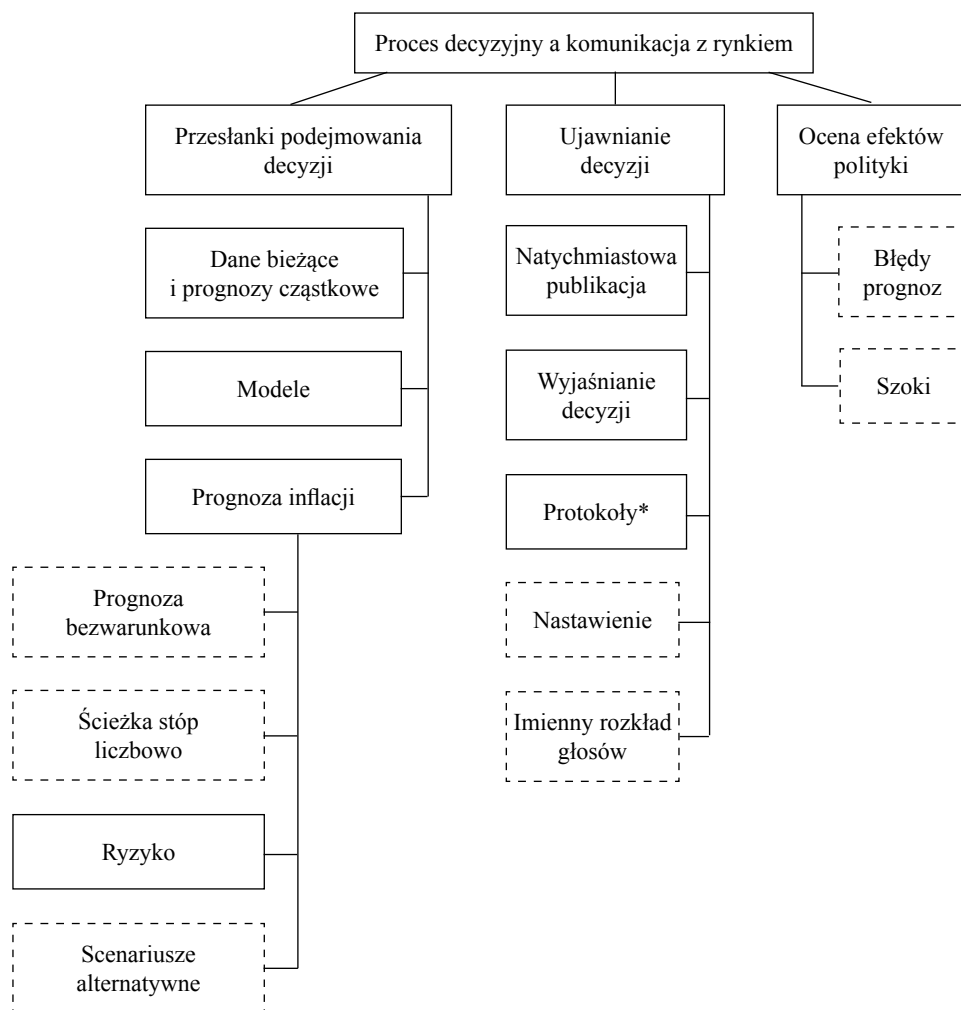 Proces decyzyjny a komunikacja z rynkiem
Przesłanki podejmowania
decyzji
Dane bieżące
i prognozy cząstkowe
Modele
Prognoza inflacji
Prognoza
bezwarunkowa
Ścieżka stóp
liczbowo
Ryzyko
Scenariusze
alternatywne
Ujawnianie
decyzji
Natychmiastowa
publikacja
Wyjaśnianie
decyzji
Protokoły*
Nastawienie
Imienny rozkład
głosów
Ocena efektów
polityki
Błędy
prognoz
Szoki